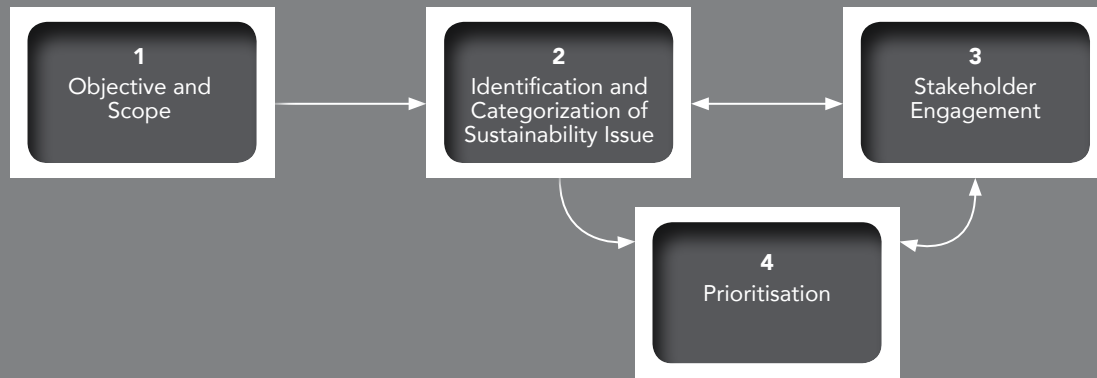 1
Objective and
Scope
2
Identification and
Categorization of
Sustainability Issue
3
Stakeholder
Engagement
4
Prioritisation